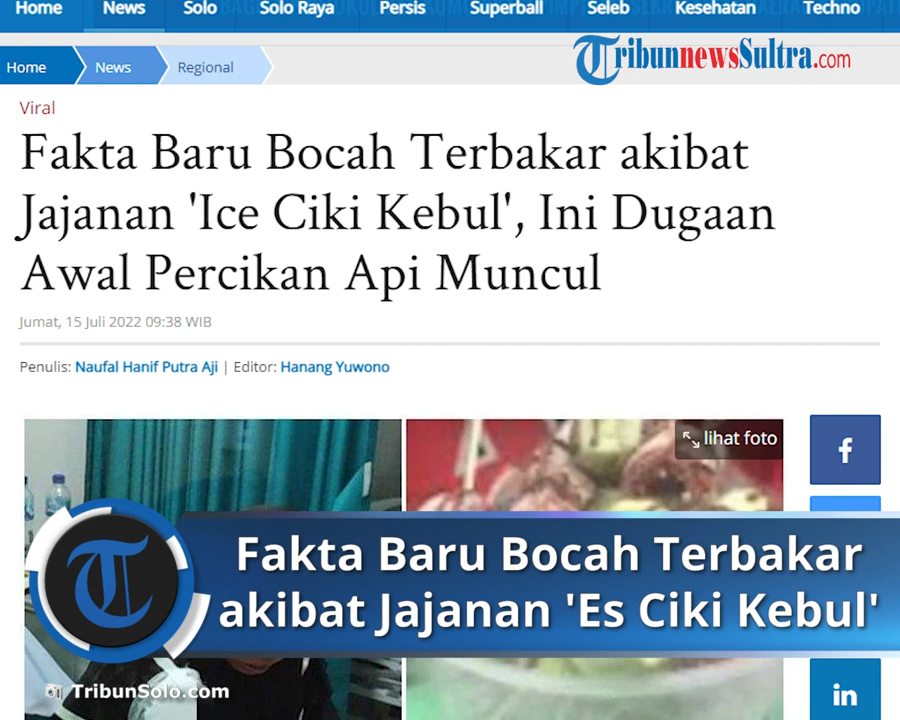 Home News Solo Solo Raya Persis Superball Seleb Kesehatan Techno
TribunnewsSultra.com
Home News Regional
Viral
Fakta Baru Bocah Terbakar akibat
Jajanan 'Ice Ciki Kebul', Ini Dugaan
Awal Percikan Api Muncul
Jumat, 15 Juli 2022 09:38 WIB
Penulis: Naufal Hanif Putra Aji | Editor: Hanang Yuwono
lihat foto
f
T
Fakta Baru Bocah Terbakar
akibat Jajanan 'Es Ciki Kebul'
TribunSolo.com
in